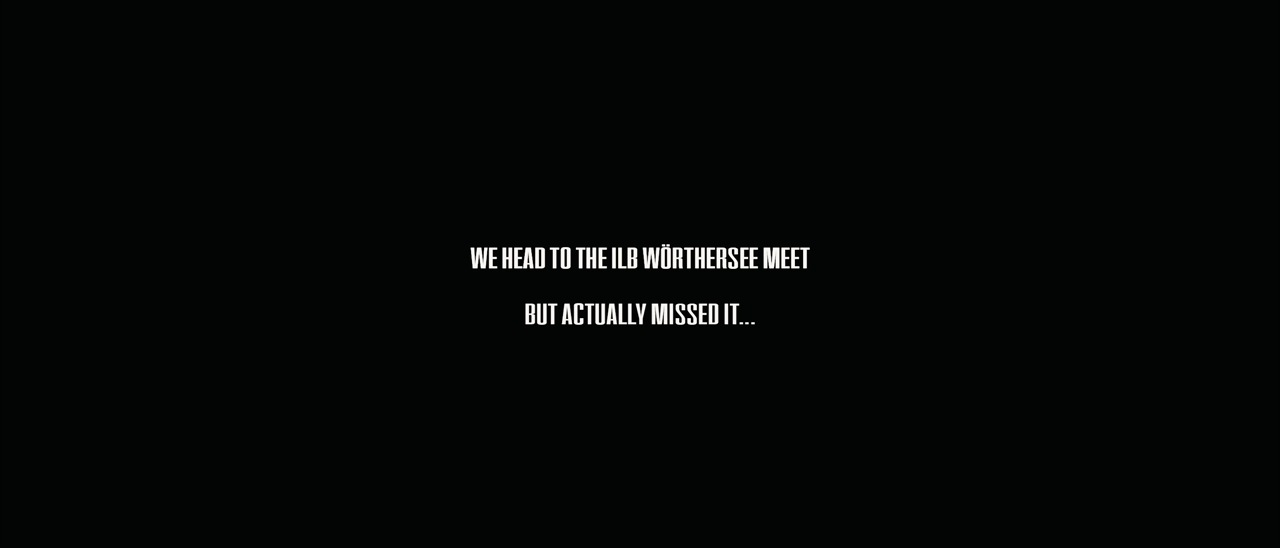 WE HEAD TO THE ILB WÖRTHERSEE MEET
BUT ACTUALLY MISSED IT...